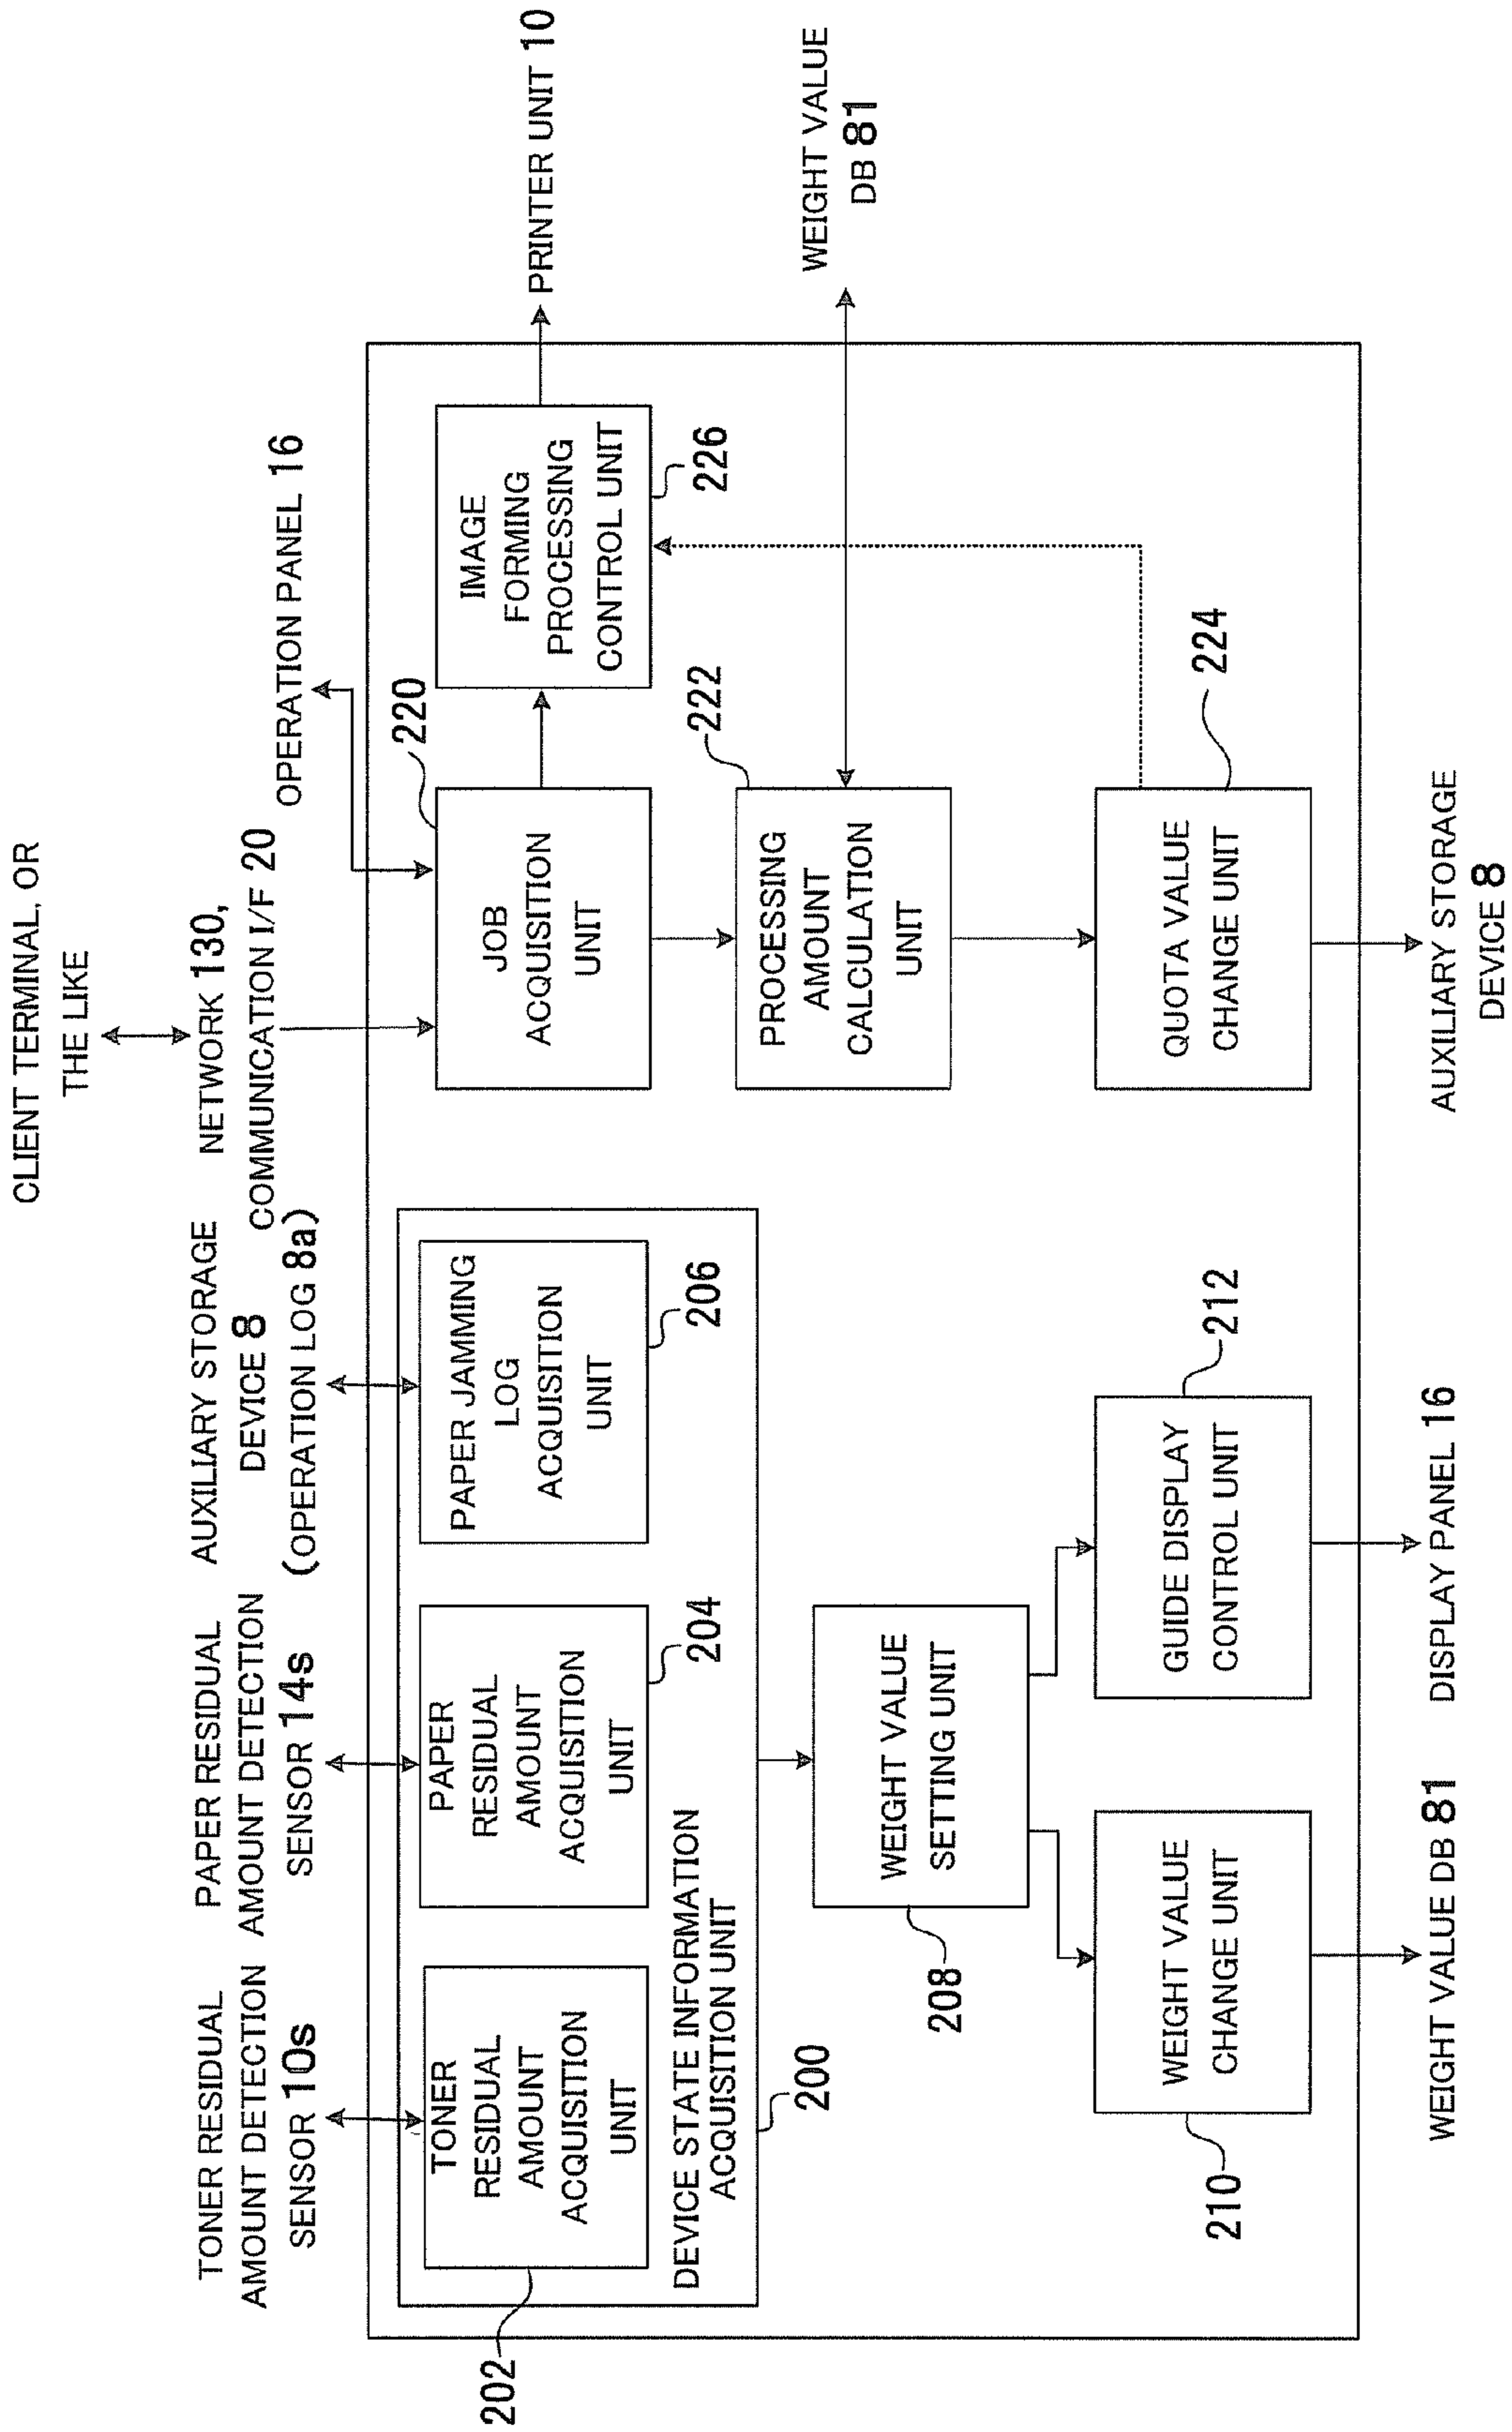 CLIENT TERMINAL, OR
THE LIKE
TONER RESIDUAL
AMOUNT DETECTION
SENSOR 10s
PAPER RESIDUAL
AMOUNT DETECTION
SENSOR 14s
AUXILIARY STORAGE
DEVICE 8
(OPERATION LOG 8a)
NETWORK 130,
COMMUNICATION I/F 20
OPERATION PANEL 16
202
TONER
RESIDUAL
AMOUNT
ACQUISITION
UNIT
PAPER
RESIDUAL
AMOUNT
ACQUISITION
UNIT
204
PAPER JAMMING
LOG
ACQUISITION
UNIT
206
DEVICE STATE INFORMATION
ACQUISITION UNIT
200
220
JOB
ACQUISITION
UNIT
IMAGE
FORMING
PROCESSING
CONTROL UNIT
226
PRINTER UNIT 10
WEIGHT VALUE
SETTING UNIT
208
222
PROCESSING
AMOUNT
CALCULATION
UNIT
WEIGHT VALUE
DB 81
WEIGHT VALUE
CHANGE UNIT
210
GUIDE DISPLAY
CONTROL UNIT
212
QUOTA VALUE
CHANGE UNIT
224
WEIGHT VALUE DB 81
DISPLAY PANEL 16
AUXILIARY STORAGE
DEVICE 8